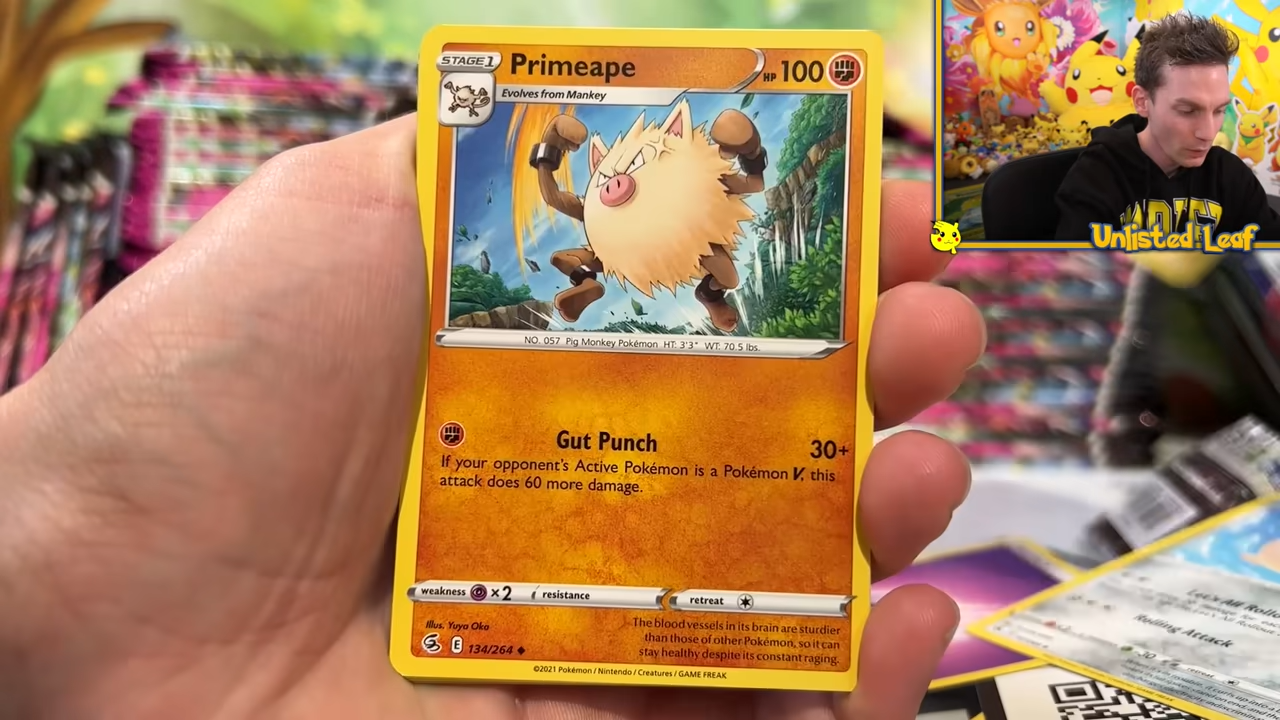 STAGE 1
Primeape
HP 100
Evolves from Mankey
NO. 057 Pig Monkey Pokémon HT: 3'3" WT: 70.5 lbs.
Gut Punch 30+
If your opponent's Active Pokémon is a Pokémon V, this
attack does 60 more damage.
weakness ×2 resistance retreat
Illus. Yuya Oka
E 134/264
The blood vessels in its brain are sturdier
than those of other Pokémon, so it can
stay healthy despite its constant raging.
©2021 Pokémon / Nintendo / Creatures / GAME FREAK
Unlisted Leaf
Rolling Attack
30
retreat